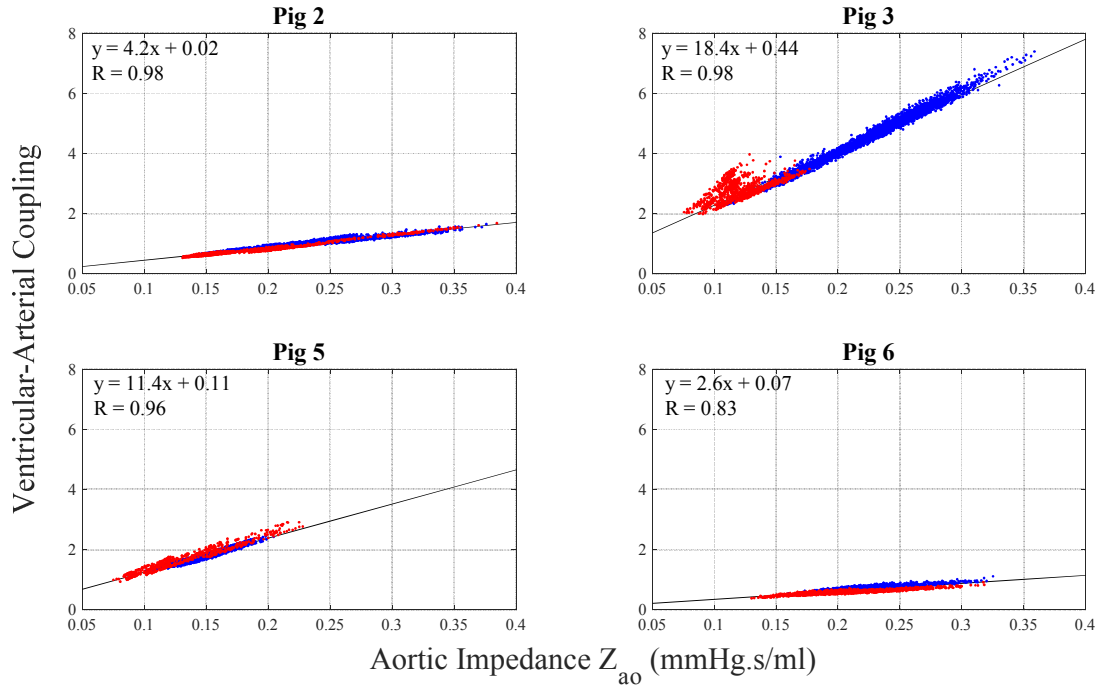 Pig 2
y = 4.2x + 0.02
R = 0.98
8
6
4
2
0
0.05 0.1 0.15 0.2 0.25 0.3 0.35 0.4
Pig 3
y = 18.4x + 0.44
R = 0.98
8
6
4
2
0
0.05 0.1 0.15 0.2 0.25 0.3 0.35 0.4
Ventricular-Arterial Coupling
Pig 5
y = 11.4x + 0.11
R = 0.96
8
6
4
2
0
0.05 0.1 0.15 0.2 0.25 0.3 0.35 0.4
Pig 6
y = 2.6x + 0.07
R = 0.83
8
6
4
2
0
0.05 0.1 0.15 0.2 0.25 0.3 0.35 0.4
Aortic Impedance Zao (mmHg.s/ml)